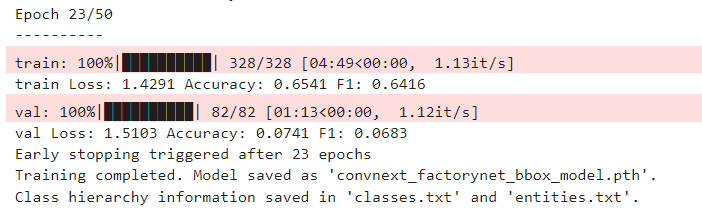 Epoch 23/50
----------
train: 100%|██████████| 328/328 [04:49<00:00,  1.13it/s]
train Loss: 1.4291 Accuracy: 0.6541 F1: 0.6416
val: 100%|██████████| 82/82 [01:13<00:00,  1.12it/s]
val Loss: 1.5103 Accuracy: 0.0741 F1: 0.0683
Early stopping triggered after 23 epochs
Training completed. Model saved as 'convnext_factorynet_bbox_model.pth'.
Class hierarchy information saved in 'classes.txt' and 'entities.txt'.